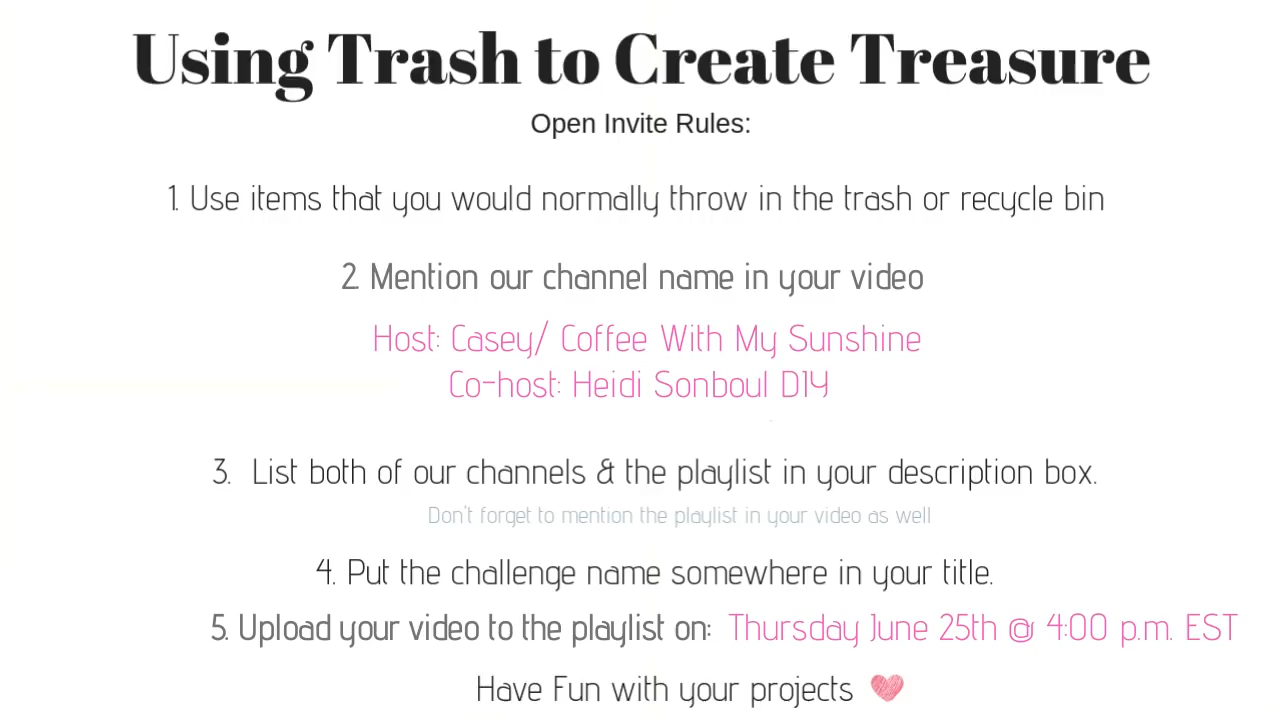 Using Trash to Create Treasure
Open Invite Rules:
1. Use items that you would normally throw in the trash or recycle bin
2. Mention our channel name in your video
Host: Casey/ Coffee With My Sunshine
Co-host: Heidi Sonboul DIY
3. List both of our channels & the playlist in your description box.
Don't forget to mention the playlist in your video as well
4. Put the challenge name somewhere in your title.
5. Upload your video to the playlist on: Thursday June 25th @ 4:00 p.m. EST
Have Fun with your projects